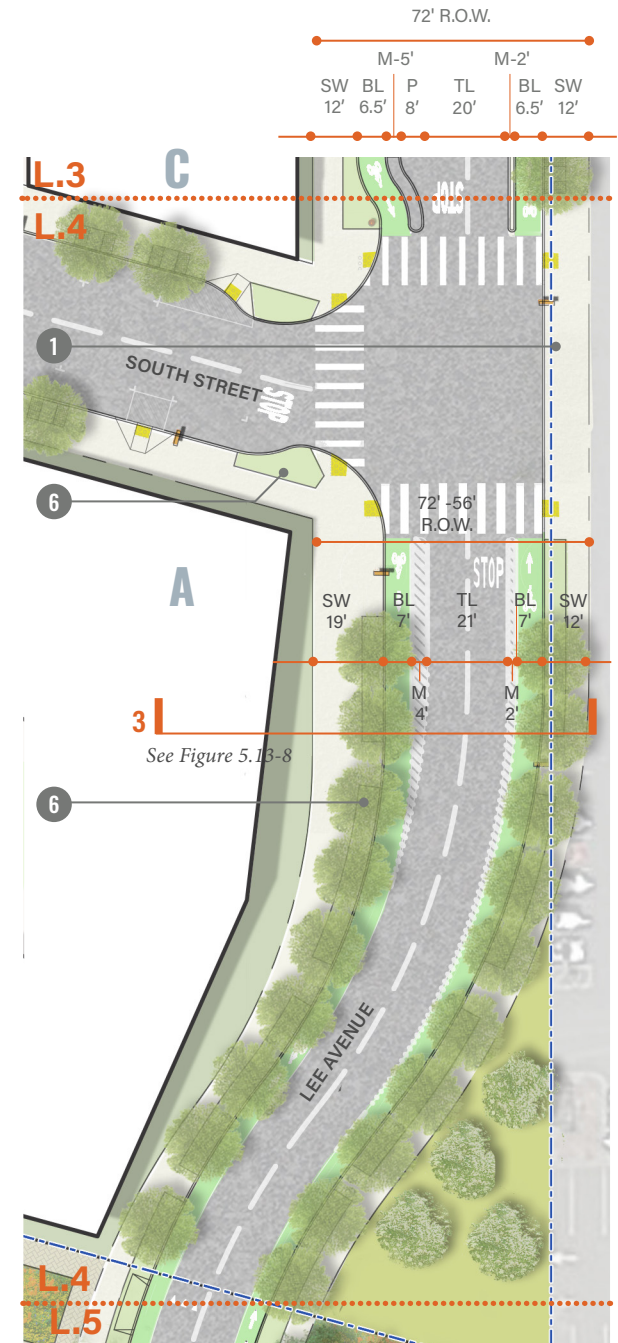 72' R.O.W.
M-5' M-2'
SW BL P TL BL SW
12' 6.5' 8' 20' 6.5' 12'
L.3 C
STOP
L.4
1
SOUTH STREET
STOP
6
72' -56'
R.O.W.
STOP
A
SW BL TL BL SW
19' 7' 21' 7' 12'
M M
4' 2'
3
See Figure 5.13-8
6
LEE AVENUE
L.4
L.5